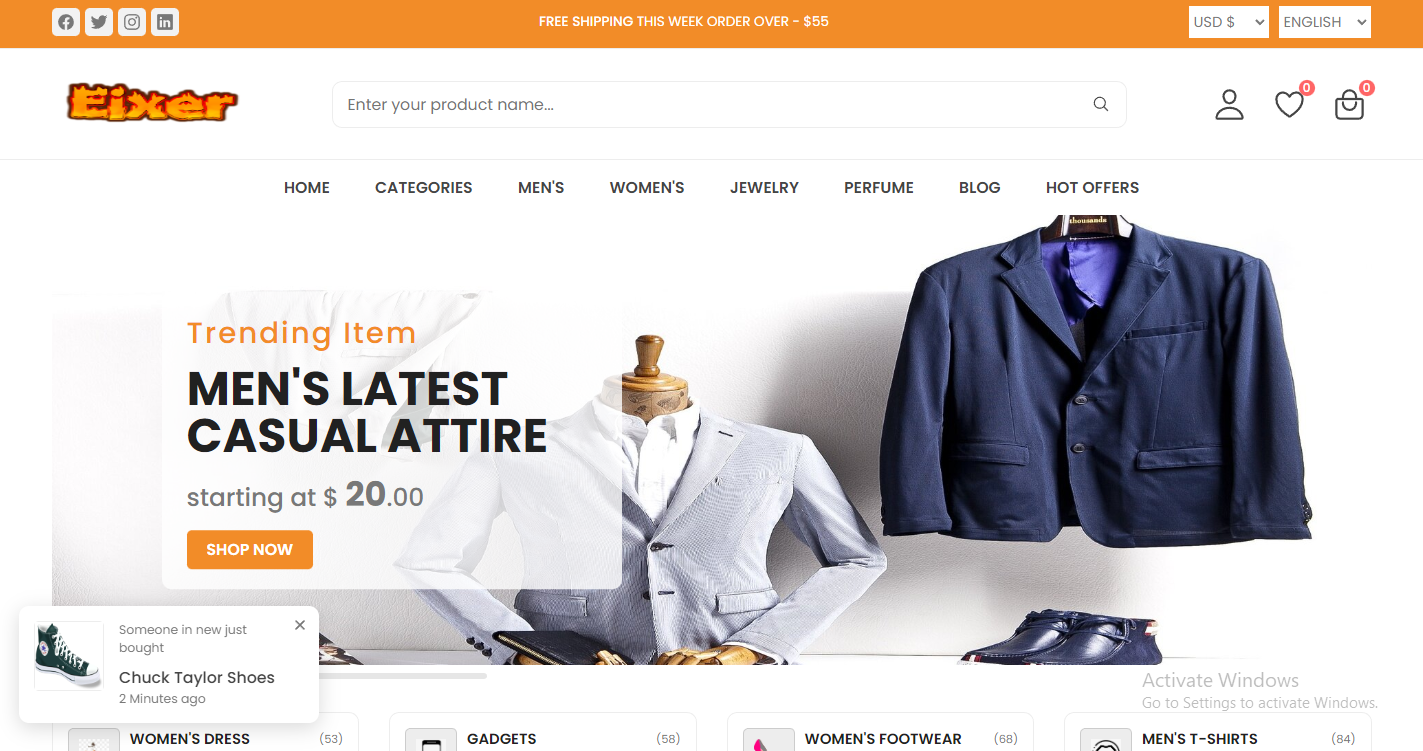 FREE SHIPPING THIS WEEK ORDER OVER - $55
USD $
ENGLISH
Eixer
Enter your product name...
0
0
HOME
CATEGORIES
MEN'S
WOMEN'S
JEWELRY
PERFUME
BLOG
HOT OFFERS
thousands
Trending Item
MEN'S LATEST
CASUAL ATTIRE
starting at $ 20.00
SHOP NOW
Someone in new just
bought
Chuck Taylor Shoes
2 Minutes ago
Activate Windows
Go to Settings to activate Windows.
WOMEN'S DRESS (53)
GADGETS (58)
WOMEN'S FOOTWEAR (68)
MEN'S T-SHIRTS (84)